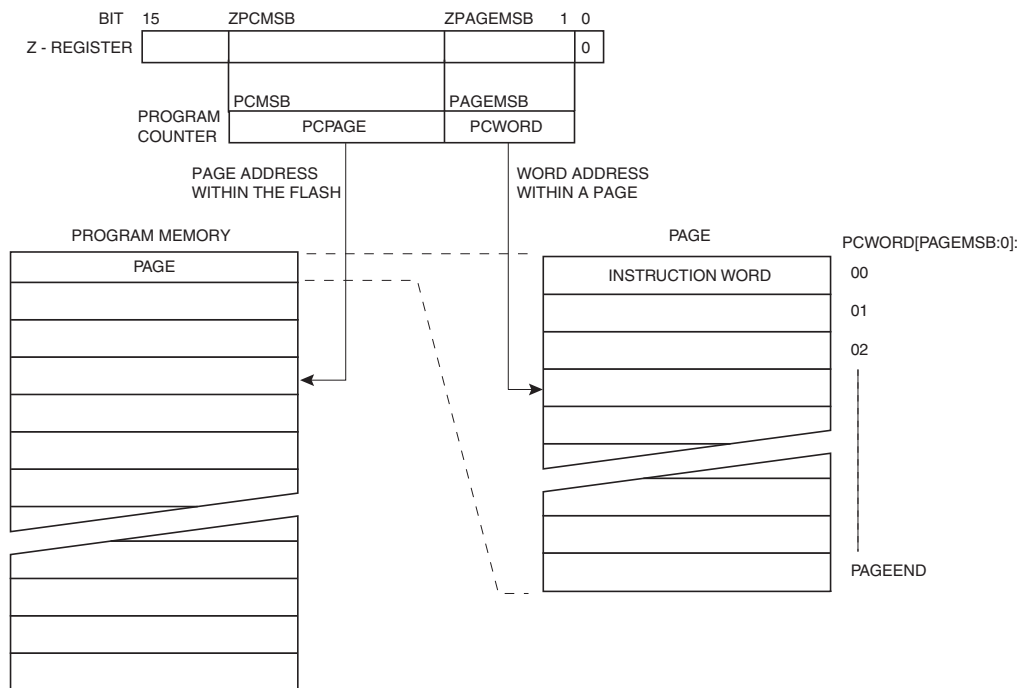 BIT 15 ZPCMSB ZPAGEMSB 1 0
Z - REGISTER 0
PCMSB PAGEMSB
PROGRAM
COUNTER
PCPAGE PCWORD
PAGE ADDRESS
WITHIN THE FLASH
WORD ADDRESS
WITHIN A PAGE
PROGRAM MEMORY
PAGE
PAGE
PCWORD[PAGEMSB:0]:
INSTRUCTION WORD 00
01
02
PAGEEND